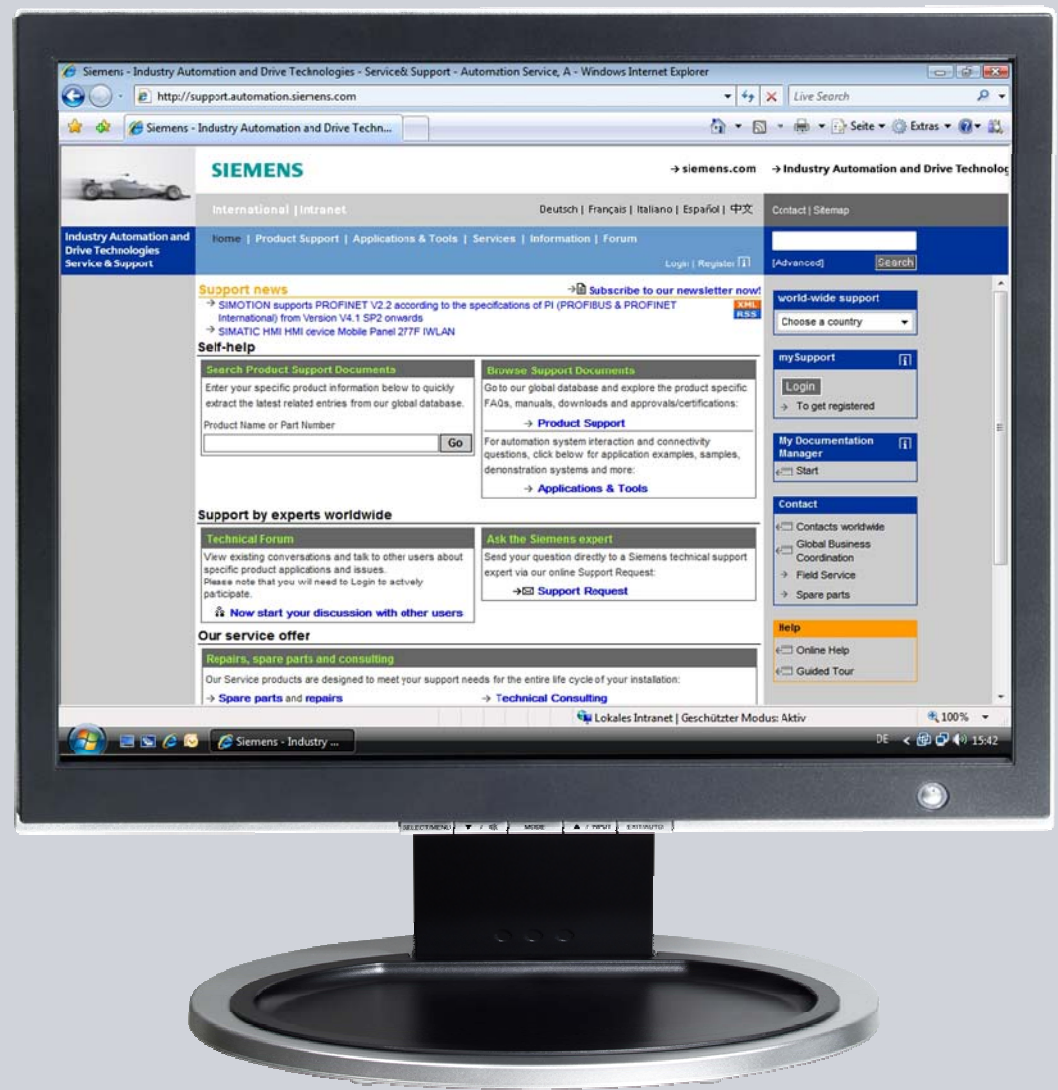 Siemens - Industry Automation and Drive Technologies - Service& Support - Automation Service, A - Windows Internet Explorer
http://support.automation.siemens.com
Live Search
Siemens - Industry Automation and Drive Techn...
Seite
Extras
SIEMENS
→ siemens.com
→ Industry Automation and Drive Technolog
International | Intranet
Deutsch | Français | Italiano | Español | 中文
Contact | Sitemap
Industry Automation and
Drive Technologies
Service & Support
Home | Product Support | Applications & Tools | Services | Information | Forum
Login | Register
[Advanced]
Search
Support news
→ Subscribe to our newsletter now!
→ SIMOTION supports PROFINET V2.2 according to the specifications of PI (PROFIBUS & PROFINET
International) from Version V4.1 SP2 onwards
XML
RSS
→ SIMATIC HMI HMI device Mobile Panel 277F IWLAN
Self-help
Search Product Support Documents
Enter your specific product information below to quickly
extract the latest related entries from our global database.
Product Name or Part Number
Go
Browse Support Documents
Go to our global database and explore the product specific
FAQs, manuals, downloads and approvals/certifications:
→ Product Support
For automation system interaction and connectivity
questions, click below for application examples, samples,
demonstration systems and more:
→ Applications & Tools
Support by experts worldwide
Technical Forum
View existing conversations and talk to other users about
specific product applications and issues.
Please note that you will need to Login to actively
participate.
Now start your discussion with other users
Ask the Siemens expert
Send your question directly to a Siemens technical support
expert via our online Support Request:
→ Support Request
Our service offer
Repairs, spare parts and consulting
Our Service products are designed to meet your support needs for the entire life cycle of your installation:
→ Spare parts and repairs
→ Technical Consulting
world-wide support
Choose a country
mySupport
Login
→ To get registered
My Documentation
Manager
Start
Contact
Contacts worldwide
Global Business
Coordination
→ Field Service
→ Spare parts
Help
Online Help
Guided Tour
Lokales Intranet | Geschützter Modus: Aktiv
100%
Siemens - Industry ...
DE
15:42
SELECT/MENU
MODE
▲ / INPUT
EXIT/AUTO